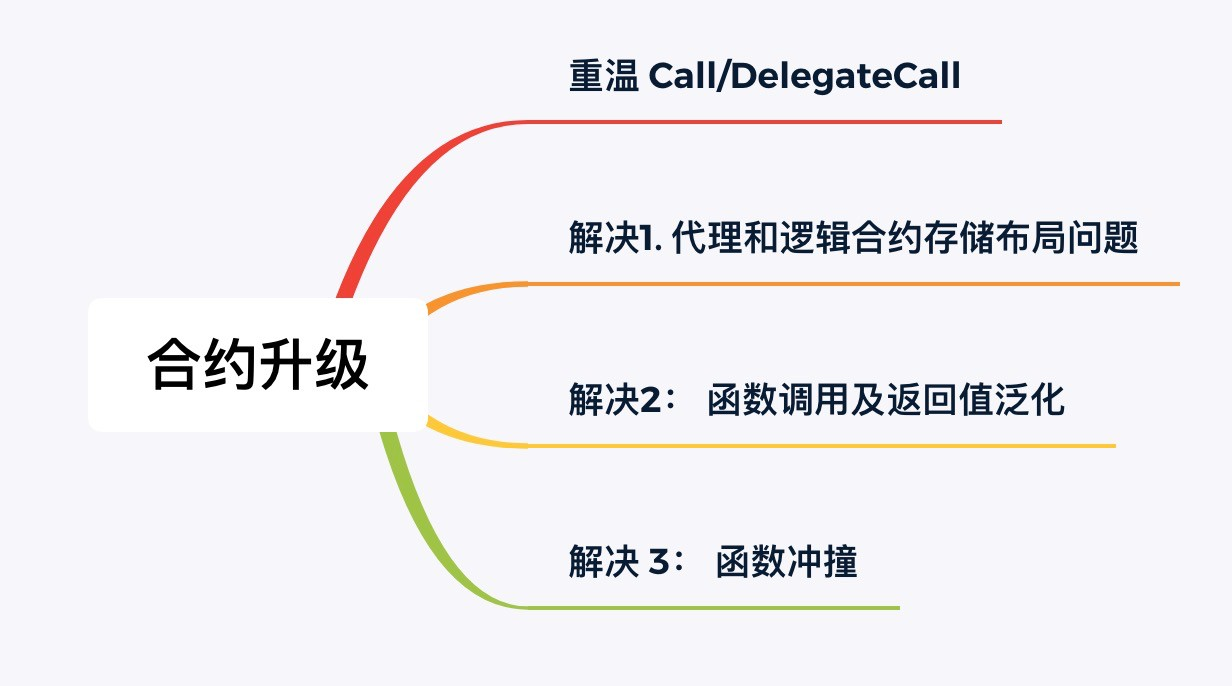 重温 Call/DelegateCall
解决1. 代理和逻辑合约存储布局问题
合约升级
解决2： 函数调用及返回值泛化
解决 3： 函数冲撞